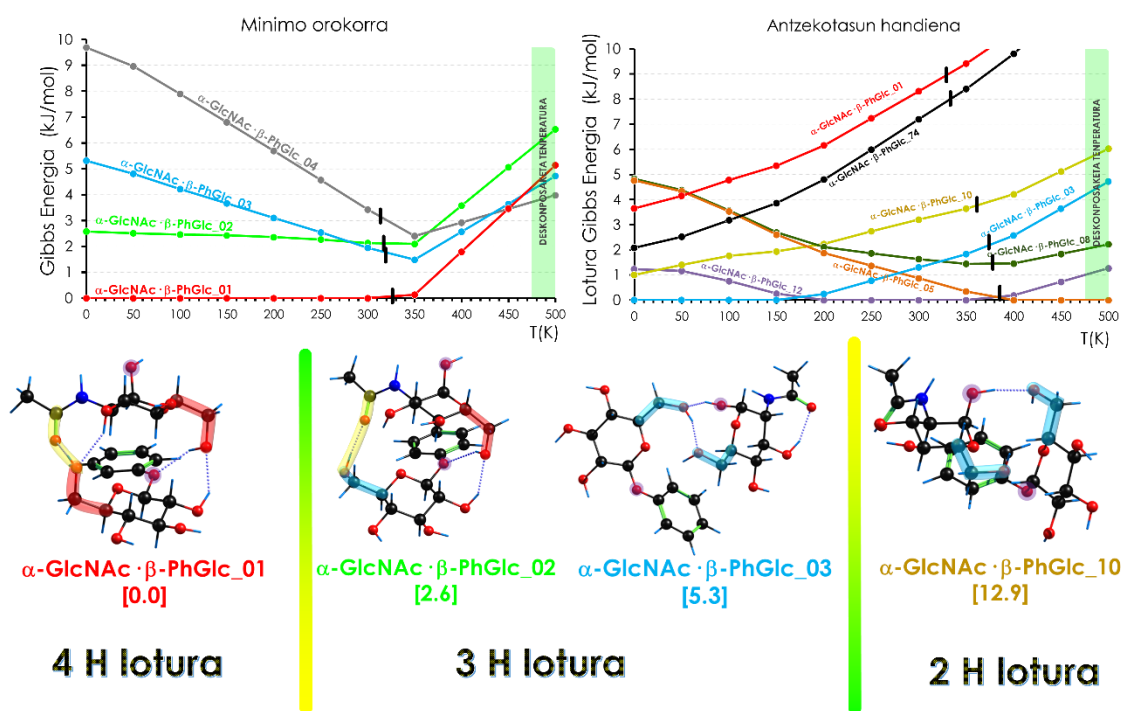 Minimo orokorra
Gibbs Energia (kJ/mol)
10
9
8
7
6
5
4
3
2
1
0
α-GlcNAc·β-PhGlc_04
α-GlcNAc·β-PhGlc_03
α-GlcNAc·β-PhGlc_02
α-GlcNAc·β-PhGlc_01
DESKONPOSAKETA TENPERATURA
0 50 100 150 200 250 300 350 400 450 500
T(K)
Antzekotasun handiena
Lotura Gibbs Energia (kJ/mol)
10
9
8
7
6
5
4
3
2
1
0
α-GlcNAc·β-PhGlc_01
α-GlcNAc·β-PhGlc_74
α-GlcNAc·β-PhGlc_10
α-GlcNAc·β-PhGlc_03
α-GlcNAc·β-PhGlc_08
α-GlcNAc·β-PhGlc_05
α-GlcNAc·β-PhGlc_12
DESKONPOSAKETA TENPERATURA
0 50 100 150 200 250 300 350 400 450 500
T(K)
α-GlcNAc·β-PhGlc_01
[0.0]
α-GlcNAc·β-PhGlc_02
[2.6]
α-GlcNAc·β-PhGlc_03
[5.3]
α-GlcNAc·β-PhGlc_10
[12.9]
4 H lotura
3 H lotura
2 H lotura